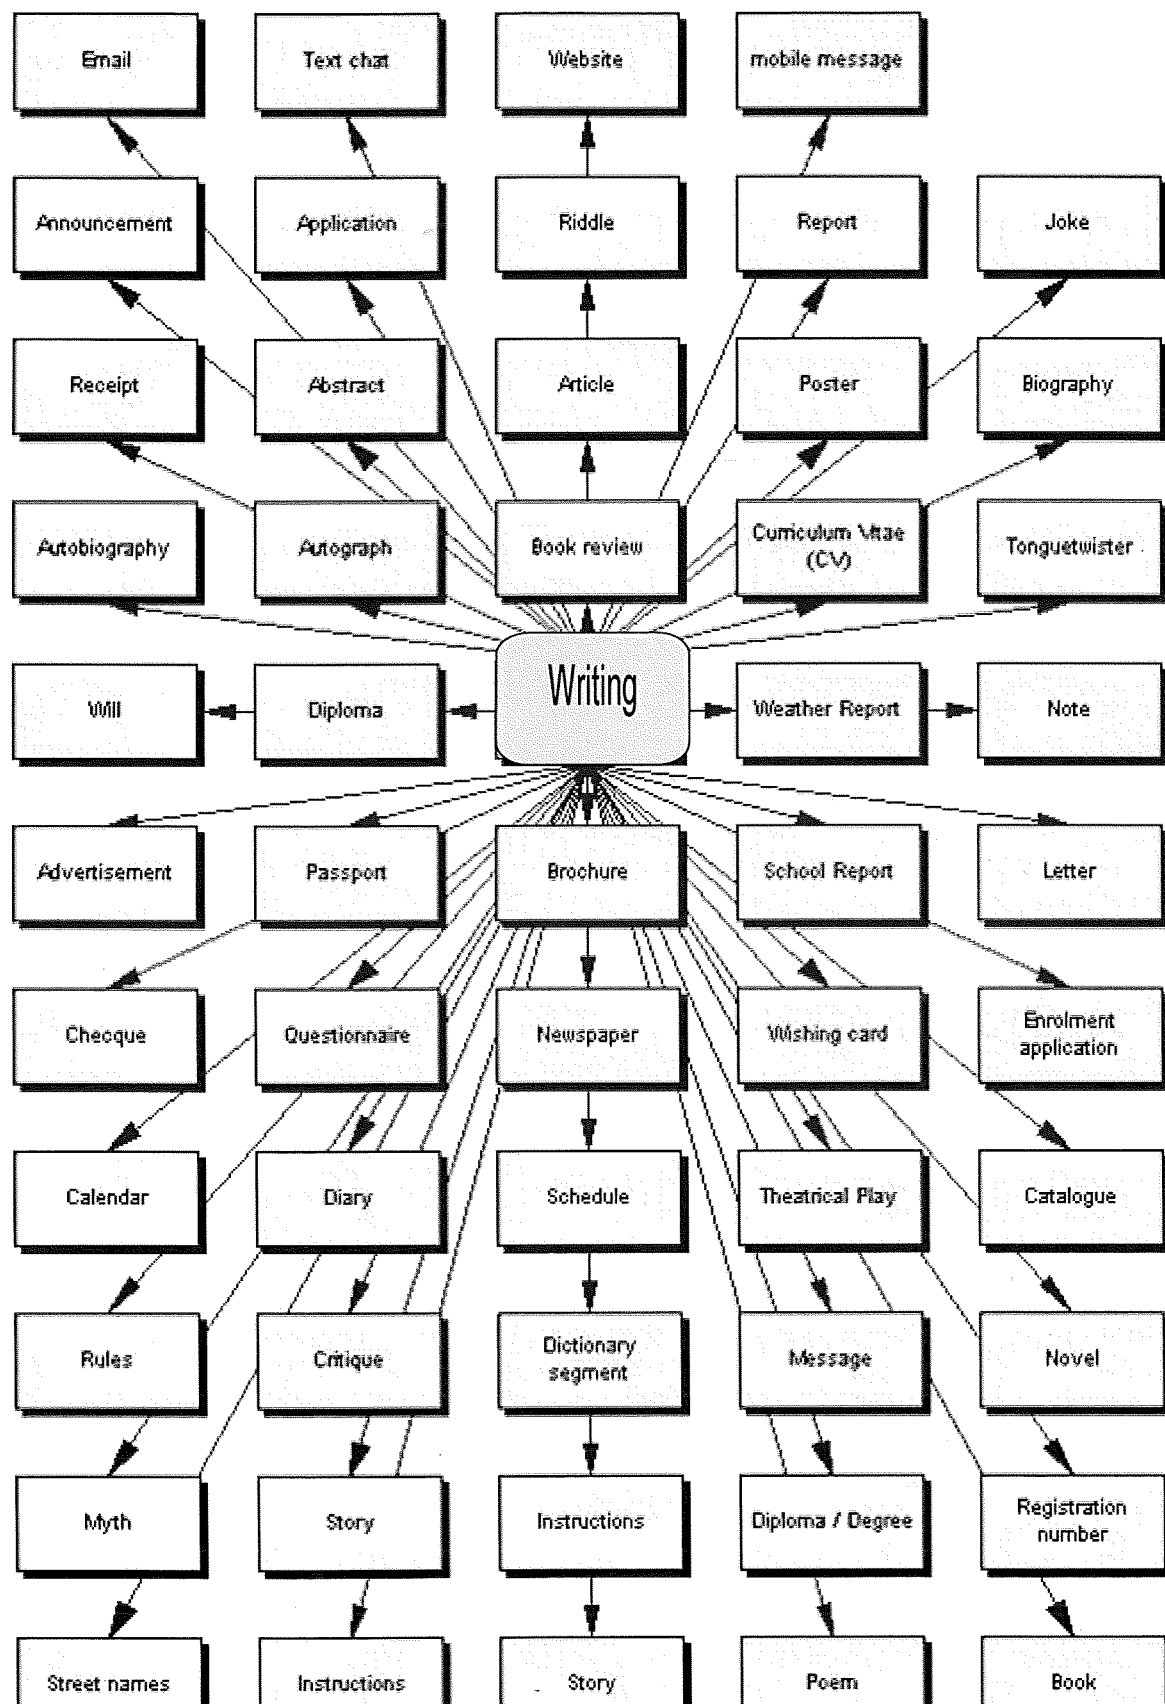 Email
Text chat
Website
mobile message
Announcement
Application
Riddle
Report
Joke
Receipt
Abstract
Article
Poster
Biography
Autobiography
Autograph
Book review
Curriculum Vitae
(CV)
Tonguetwister
Will
Diploma
Writing
Weather Report
Note
Advertisement
Passport
Brochure
School Report
Letter
Checque
Questionnaire
Newspaper
Wishing card
Enrolment
application
Calendar
Diary
Schedule
Theatrical Play
Catalogue
Rules
Critique
Dictionary
segment
Message
Novel
Myth
Story
Instructions
Diploma / Degree
Registration
number
Street names
Instructions
Story
Poem
Book